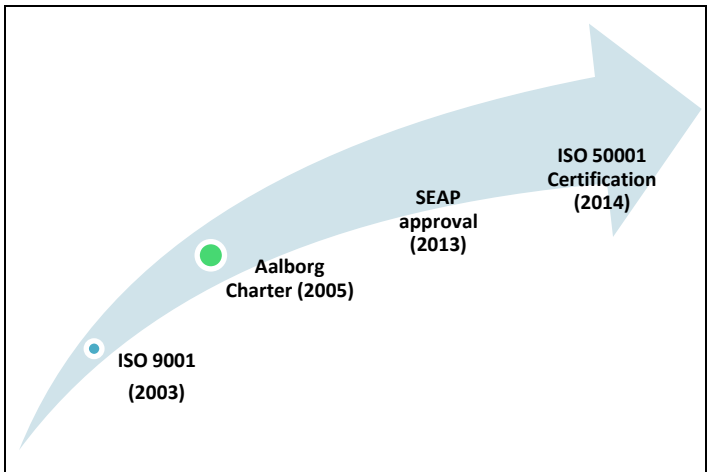 ISO 50001
Certification
(2014)
SEAP
approval
(2013)
Aalborg
Charter (2005)
ISO 9001
(2003)